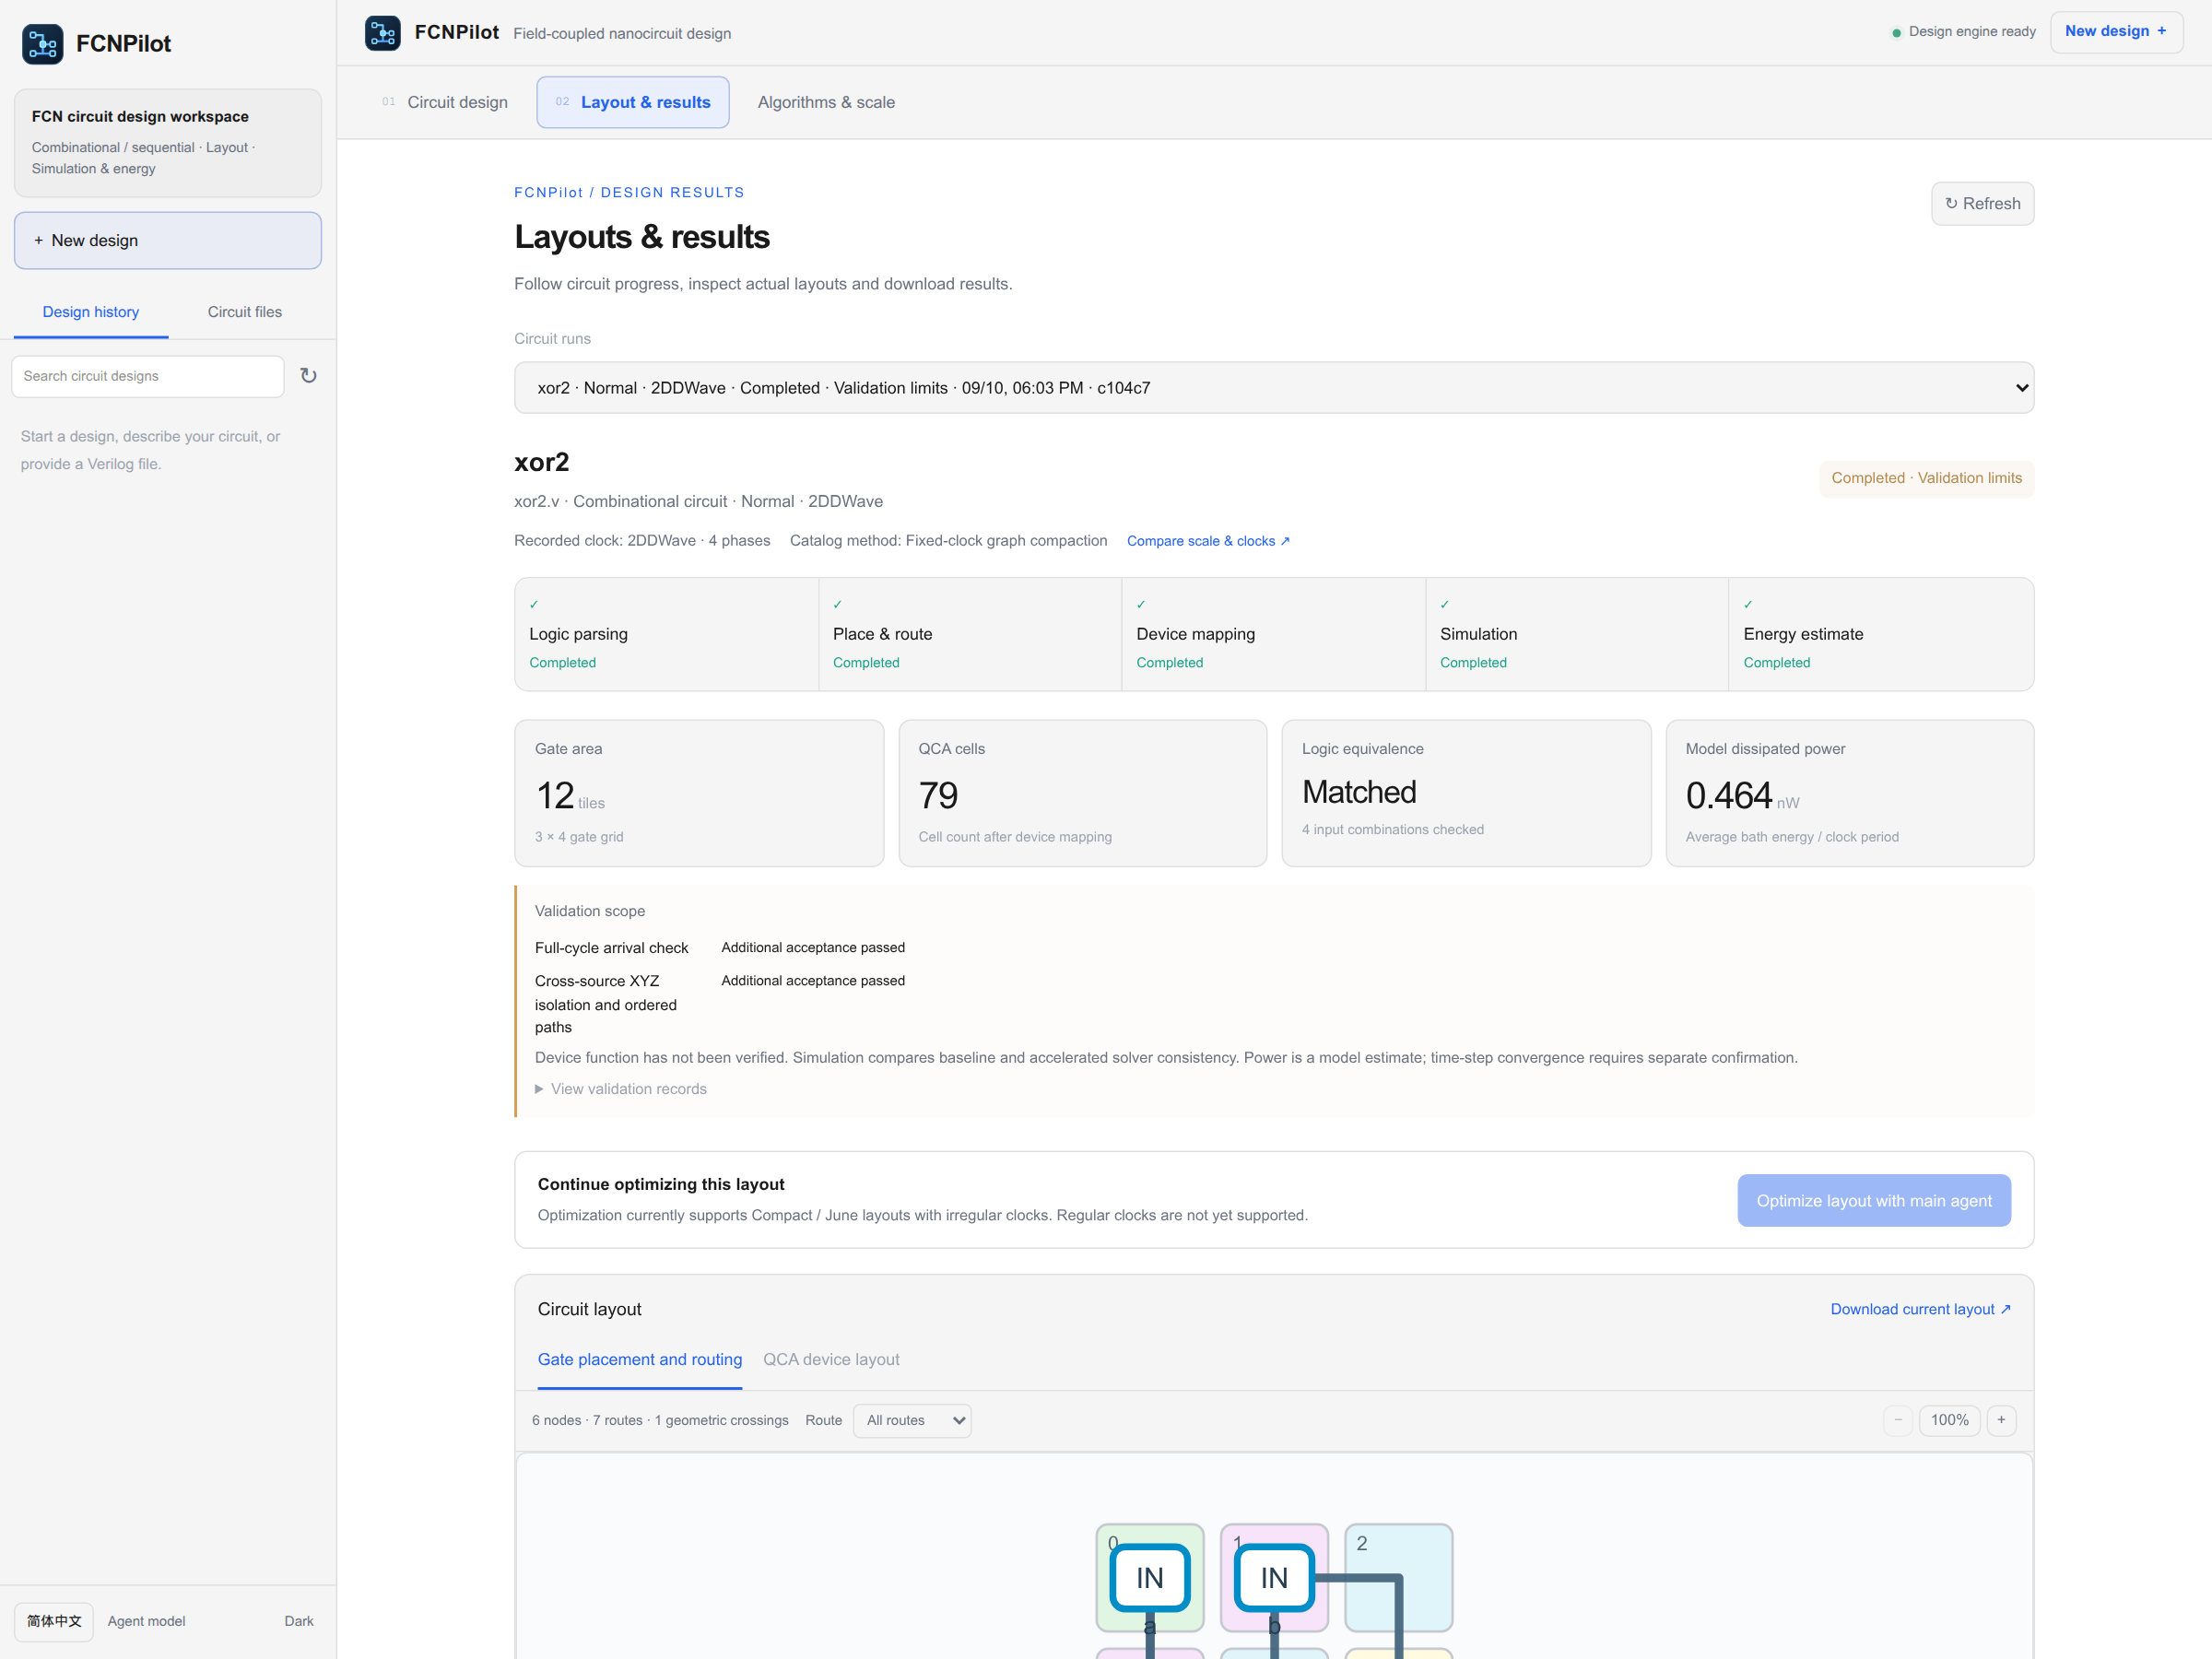 FCNPilot
FCN circuit design workspace
Combinational / sequential · Layout ·
Simulation & energy
+ New design
Design history
Circuit files
Search circuit designs
↻
Start a design, describe your circuit, or
provide a Verilog file.
简体中文
Agent model
Dark
FCNPilot
Field-coupled nanocircuit design
Design engine ready
New design +
01 Circuit design
02 Layout & results
Algorithms & scale
FCNPilot / DESIGN RESULTS
↻ Refresh
Layouts & results
Follow circuit progress, inspect actual layouts and download results.
Circuit runs
xor2 · Normal · 2DDWave · Completed · Validation limits · 09/10, 06:03 PM · c104c7
xor2
Completed · Validation limits
xor2.v · Combinational circuit · Normal · 2DDWave
Recorded clock: 2DDWave · 4 phases Catalog method: Fixed-clock graph compaction Compare scale & clocks ↗
✓
Logic parsing
Completed
✓
Place & route
Completed
✓
Device mapping
Completed
✓
Simulation
Completed
✓
Energy estimate
Completed
Gate area
12 tiles
3 × 4 gate grid
QCA cells
79
Cell count after device mapping
Logic equivalence
Matched
4 input combinations checked
Model dissipated power
0.464 nW
Average bath energy / clock period
Validation scope
Full-cycle arrival check Additional acceptance passed
Cross-source XYZ Additional acceptance passed
isolation and ordered
paths
Device function has not been verified. Simulation compares baseline and accelerated solver consistency. Power is a model estimate; time-step convergence requires separate confirmation.
▶ View validation records
Continue optimizing this layout
Optimization currently supports Compact / June layouts with irregular clocks. Regular clocks are not yet supported.
Optimize layout with main agent
Circuit layout
Download current layout ↗
Gate placement and routing
QCA device layout
6 nodes · 7 routes · 1 geometric crossings Route All routes
− 100% +
0 1 2
IN IN
a b